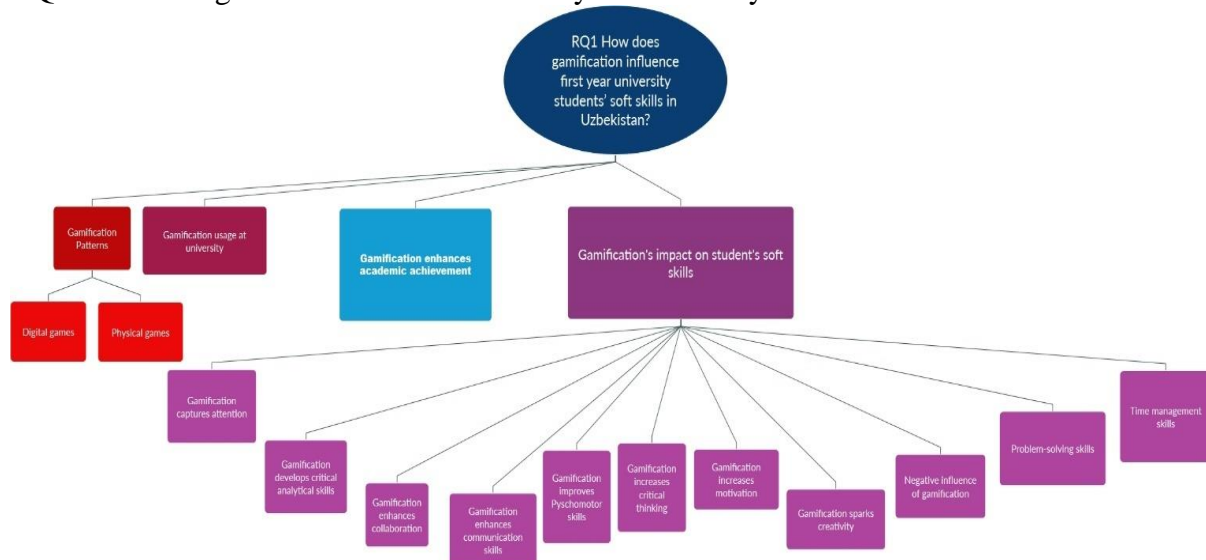 RQ1 How does
gamification influence
first year university
students' soft skills in
Uzbekistan?
Gamification
Patterns
Gamification usage at
university
Gamification enhances
academic achievement
Gamification's impact on student's soft
skills
Digital games
Physical games
Gamification
captures attention
Gamification
develops critical
analytical skills
Gamification
enhances
collaboration
Gamification
enhances
communication
skills
Gamification
improves
Pyschomotor
skills
Gamification
increases
critical
thinking
Gamification
increases
motivation
Gamification sparks
creativity
Negative influence
of gamification
Problem-solving skills
Time management
skills